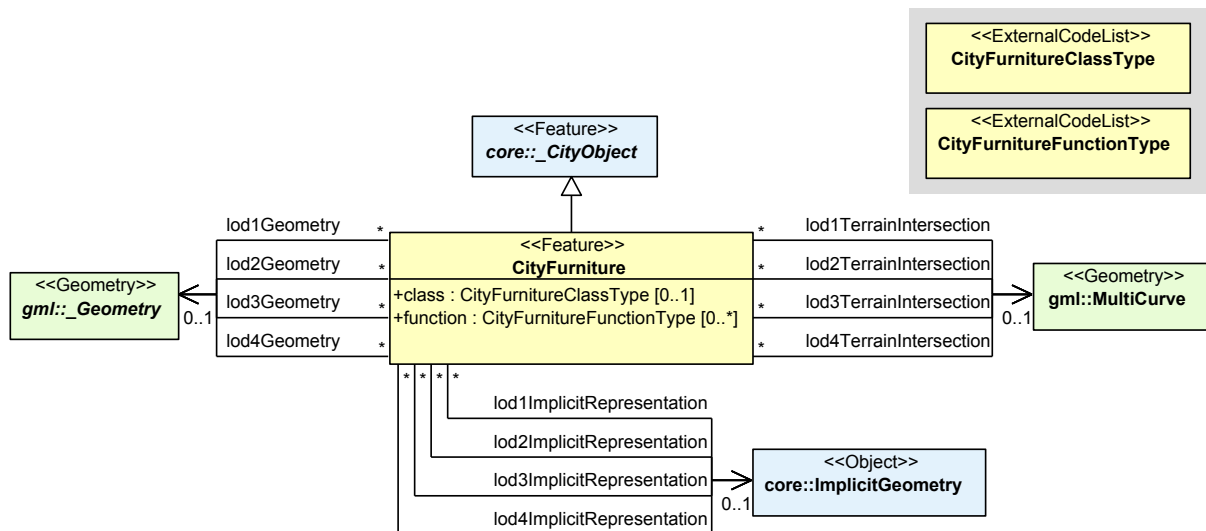 <<ExternalCodeList>>
CityFurnitureClassType
<<ExternalCodeList>>
CityFurnitureFunctionType
<<Feature>>
core::_CityObject
lod1Geometry
*
lod2Geometry
*
lod3Geometry
*
lod4Geometry
*
<<Geometry>>
gml::_Geometry
0..1
<<Feature>>
CityFurniture
+class : CityFurnitureClassType [0..1]
+function : CityFurnitureFunctionType [0..*]
*
lod1TerrainIntersection
*
lod2TerrainIntersection
*
lod3TerrainIntersection
*
lod4TerrainIntersection
<<Geometry>>
gml::MultiCurve
0..1
* * * *
lod1ImplicitRepresentation
lod2ImplicitRepresentation
lod3ImplicitRepresentation
lod4ImplicitRepresentation
<<Object>>
core::ImplicitGeometry
0..1